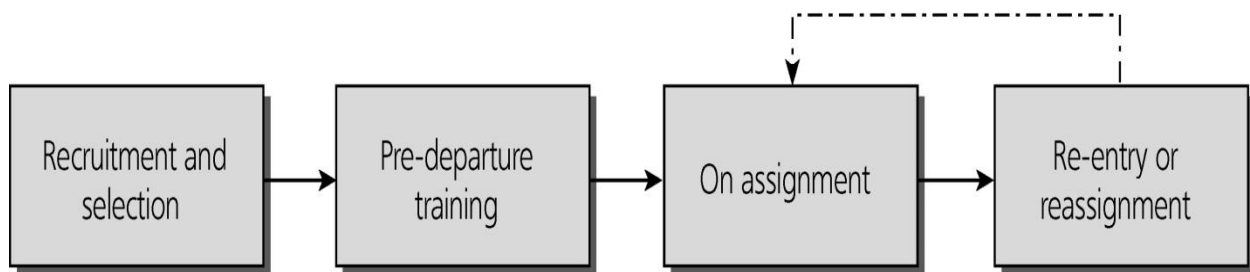 Recruitment and
selection
Pre-departure
training
On assignment
Re-entry or
reassignment